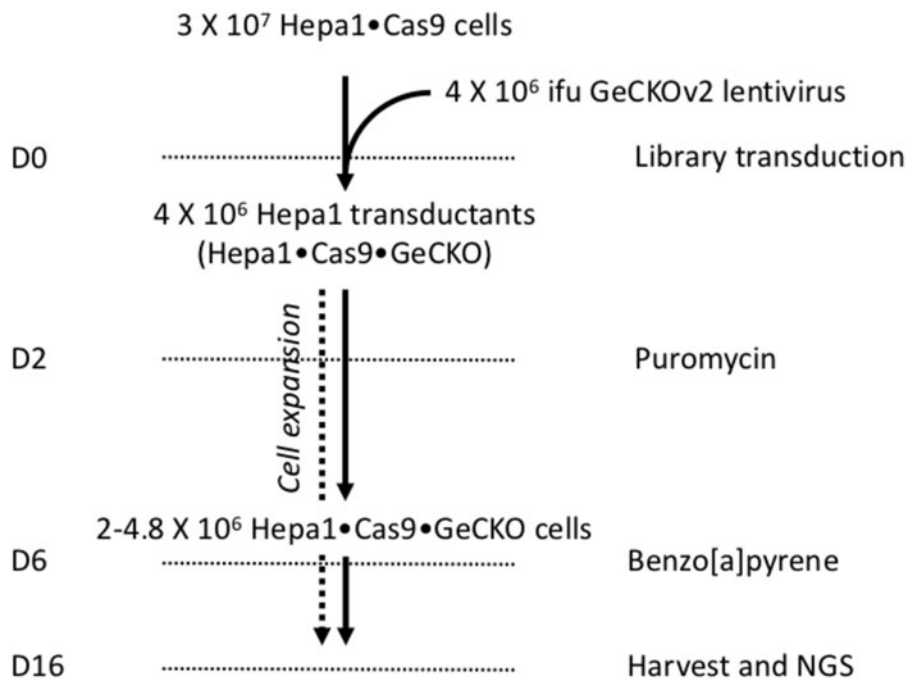 3 X 10⁷ Hepa1•Cas9 cells
4 X 10⁶ ifu GeCKOv2 lentivirus
D0
Library transduction
4 X 10⁶ Hepa1 transductants
(Hepa1•Cas9•GeCKO)
Cell expansion
D2
Puromycin
2-4.8 X 10⁶ Hepa1•Cas9•GeCKO cells
D6
Benzo[a]pyrene
D16
Harvest and NGS